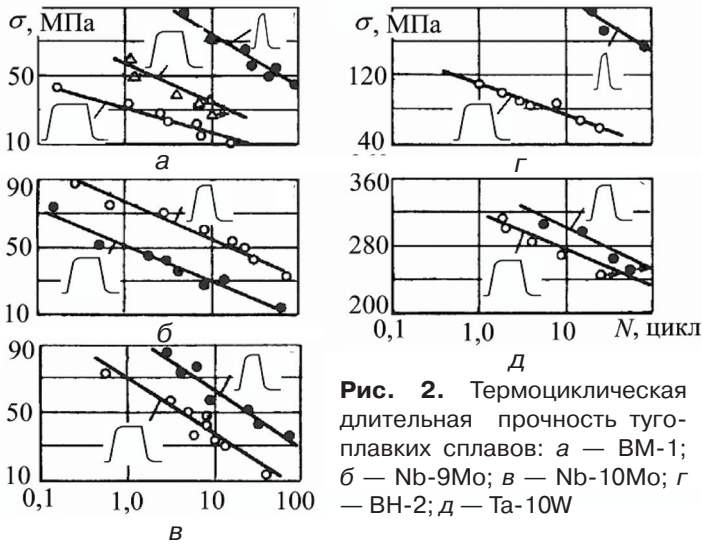 σ, МПа
50
10
а
σ, МПа
120
40
г
90
50
10
б
360
280
200
0,1 1,0 10 N, цикл
д
90
50
10
0,1 1,0 10 100
в
Рис. 2. Термоциклическая
длительная прочность туго-
плавких сплавов: а — ВМ-1;
б — Nb-9Mo; в — Nb-10Mo; г
— ВН-2; д — Ta-10W